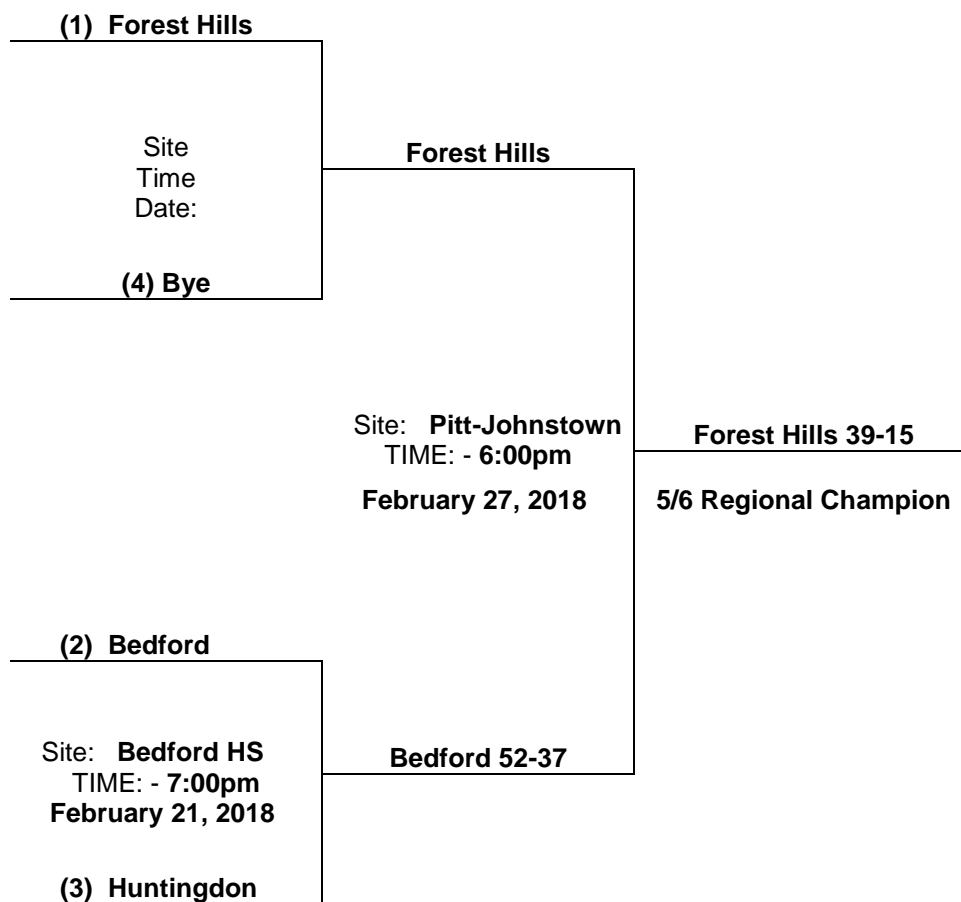 (1) Forest Hills
Site
Time
Date:
Forest Hills
(4) Bye
Site: Pitt-Johnstown
TIME: - 6:00pm
February 27, 2018
Forest Hills 39-15
5/6 Regional Champion
(2) Bedford
Site: Bedford HS
TIME: - 7:00pm
February 21, 2018
Bedford 52-37
(3) Huntingdon